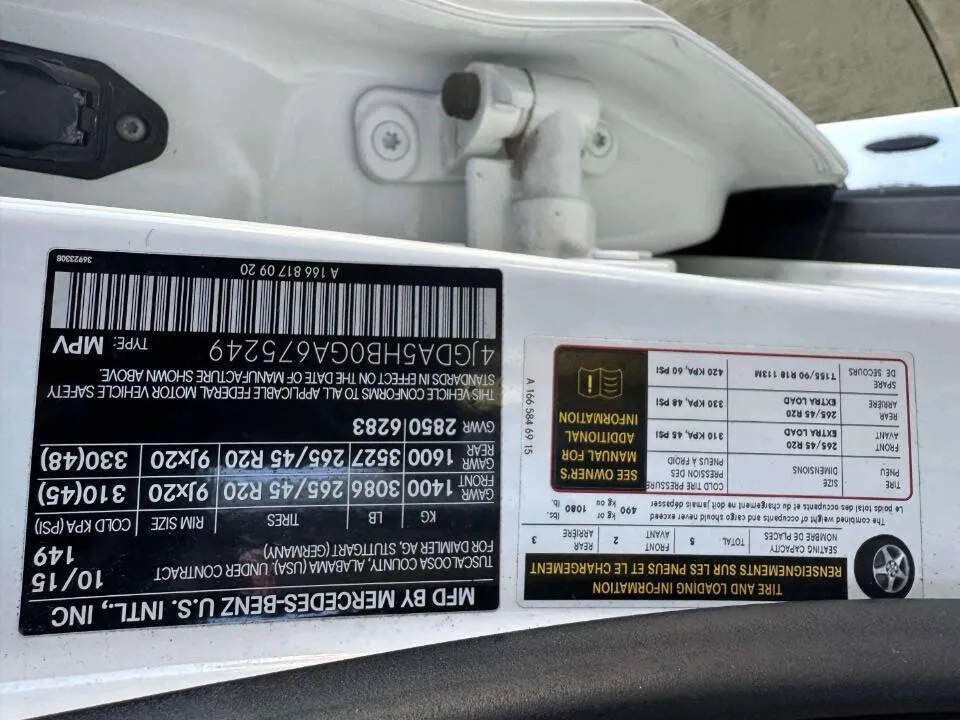 MFD BY MERCEDES-BENZ U.S. INTL., INC
TUSCALOOSA COUNTY, ALABAMA (USA), UNDER CONTRACT 10/15
FOR DAIMLER AG, STUTTGART (GERMANY) 149
KG LB TIRES RIM SIZE COLD KPA (PSI)
GAWR FRONT 1400 3086 265/45 R20 9Jx20 310(45)
GAWR REAR 1600 3527 265/45 R20 9Jx20 330(48)
GWR 2850 6283
THIS VEHICLE CONFORMS TO ALL APPLICABLE FEDERAL MOTOR VEHICLE SAFETY
STANDARDS IN EFFECT ON THE DATE OF MANUFACTURE SHOWN ABOVE.
4JGDA5HB0GA675249 TYPE: MPV
A 166 817 09 20
36923308
TIRE AND LOADING INFORMATION
RENSEIGNEMENTS SUR LES PNEUS ET LE CHARGEMENT
SEATING CAPACITY TOTAL 5 FRONT 2 REAR 3
NOMBRE DE PLACES AVANT ARRIÈRE
The combined weight of occupants and cargo should never exceed 490 kg or 1080 lbs.
Le poids total des occupants et du chargement ne doit jamais dépasser kg ou lb.
TIRE DIMENSIONS COLD TIRE PRESSURE
PNEU SIZE PRESSION DES PNEUS À FROID
FRONT 265/45 R20 310 KPA, 45 PSI
AVANT EXTRA LOAD
REAR 265/45 R20 330 KPA, 48 PSI
ARRIÈRE EXTRA LOAD
SPARE T155/90 R18 113M 420 KPA, 60 PSI
DE SECOURS
SEE OWNER'S
MANUAL FOR
ADDITIONAL
INFORMATION
i
A 166 584 69 15